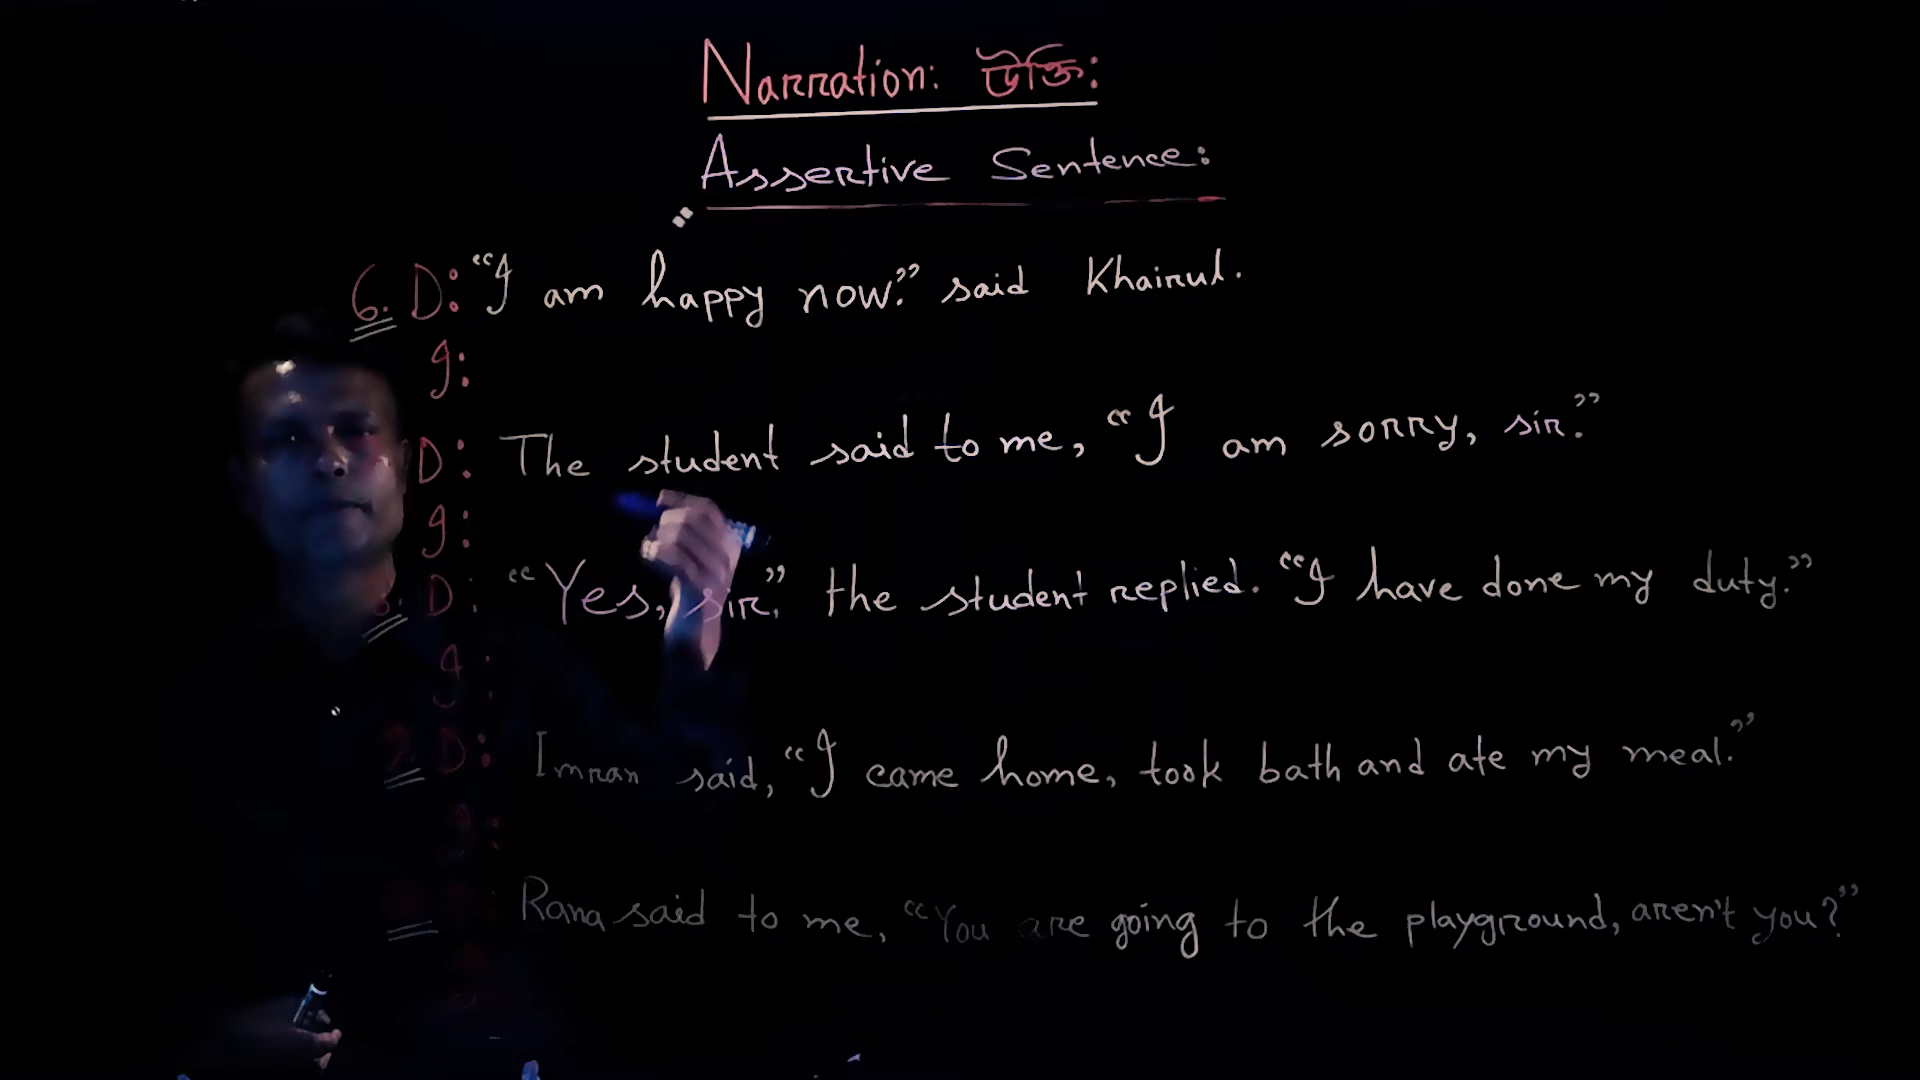 Narration: উক্তি:
Assertive Sentence:
6. D: "I am happy now." said Khairul.
I:
D: The student said to me, "I am sorry, sir."
I:
8. D: "Yes, sir." the student replied. "I have done my duty."
I:
9. D: Imran said, "I came home, took bath and ate my meal."
I:
Rana said to me, "You are going to the playground, aren't you?"